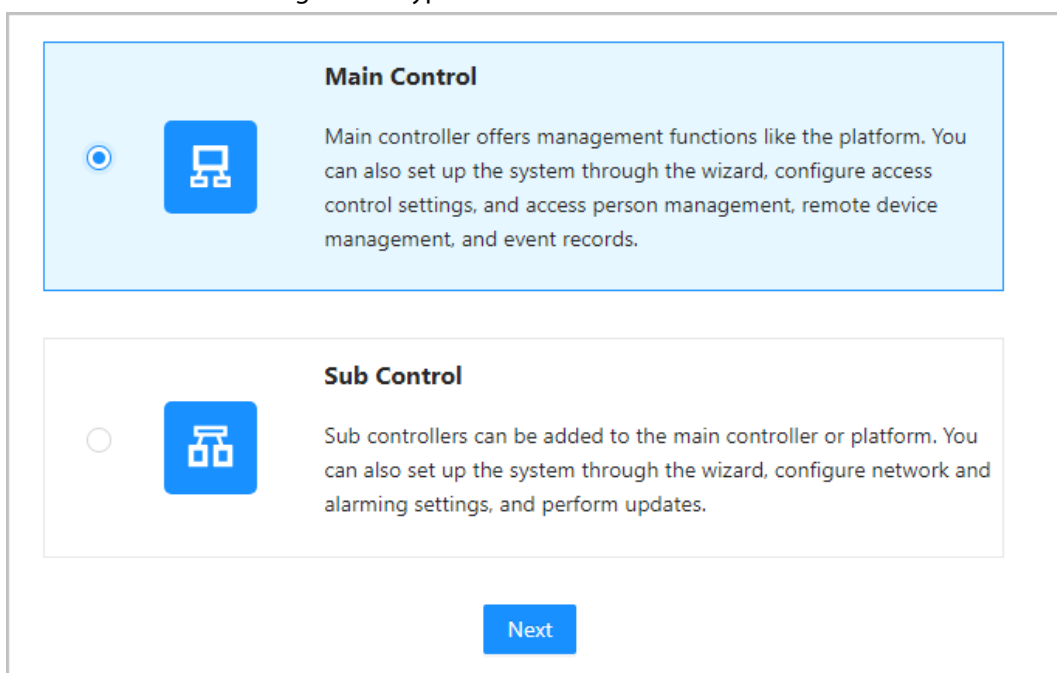 Main Control
Main controller offers management functions like the platform. You
can also set up the system through the wizard, configure access
control settings, and access person management, remote device
management, and event records.
Sub Control
Sub controllers can be added to the main controller or platform. You
can also set up the system through the wizard, configure network and
alarming settings, and perform updates.
Next